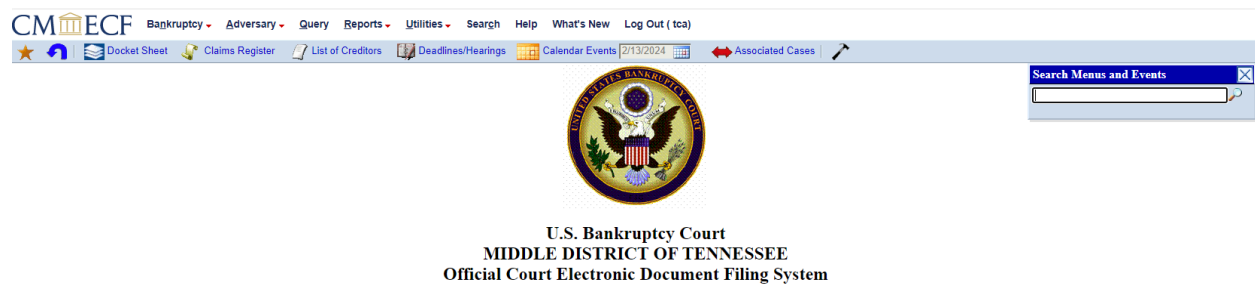 CM ECF Bankruptcy Adversary Query Reports Utilities Search Help What's New Log Out ( tca)
Docket Sheet Claims Register List of Creditors Deadlines/Hearings Calendar Events 2/13/2024 Associated Cases
Search Menus and Events
UNITED STATES BANKRUPTCY COURT
U.S. Bankruptcy Court
MIDDLE DISTRICT OF TENNESSEE
Official Court Electronic Document Filing System